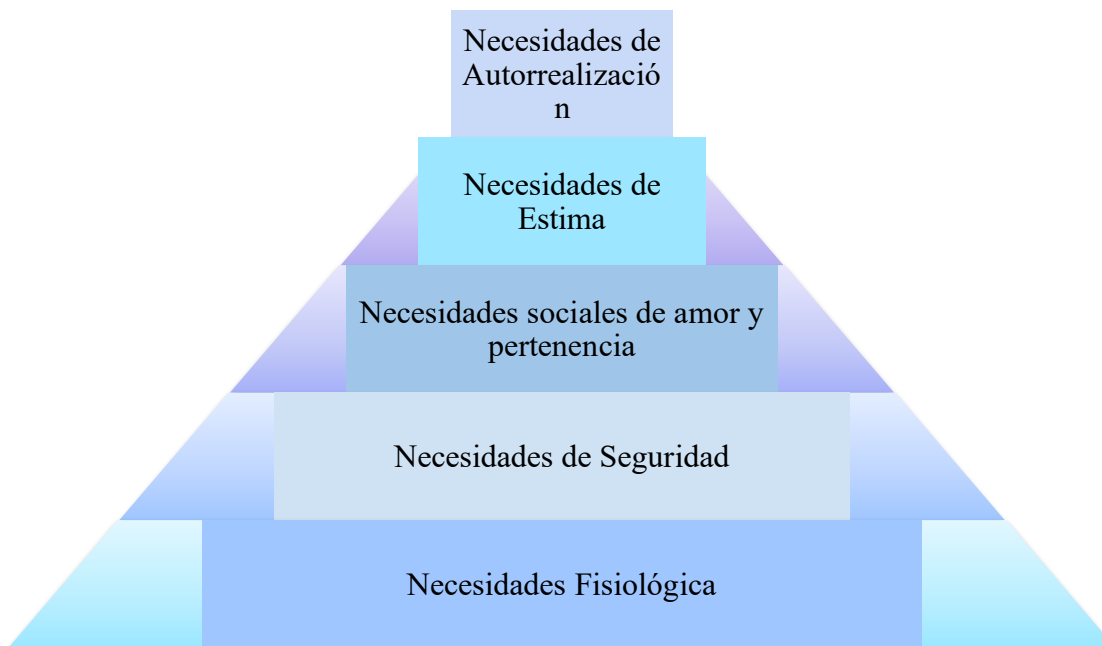 Necesidades de
Autorrealizació
n
Necesidades de
Estima
Necesidades sociales de amor y
pertenencia
Necesidades de Seguridad
Necesidades Fisiológica